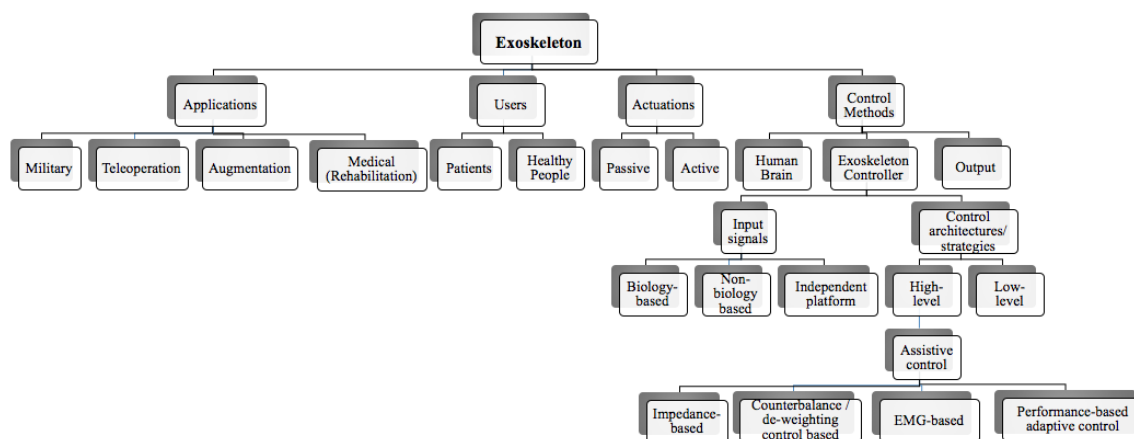 Exoskeleton
Applications
Users
Actuations
Control
Methods
Military
Teleoperation
Augmentation
Medical
(Rehabilitation)
Patients
Healthy
People
Passive
Active
Human
Brain
Exoskeleton
Controller
Output
Input
signals
Control
architectures/
strategies
Biology-
based
Non-
biology
based
Independent
platform
High-
level
Low-
level
Assistive
control
Impedance-
based
Counterbalance /
de-weighting
control based
EMG-based
Performance-based
adaptive control